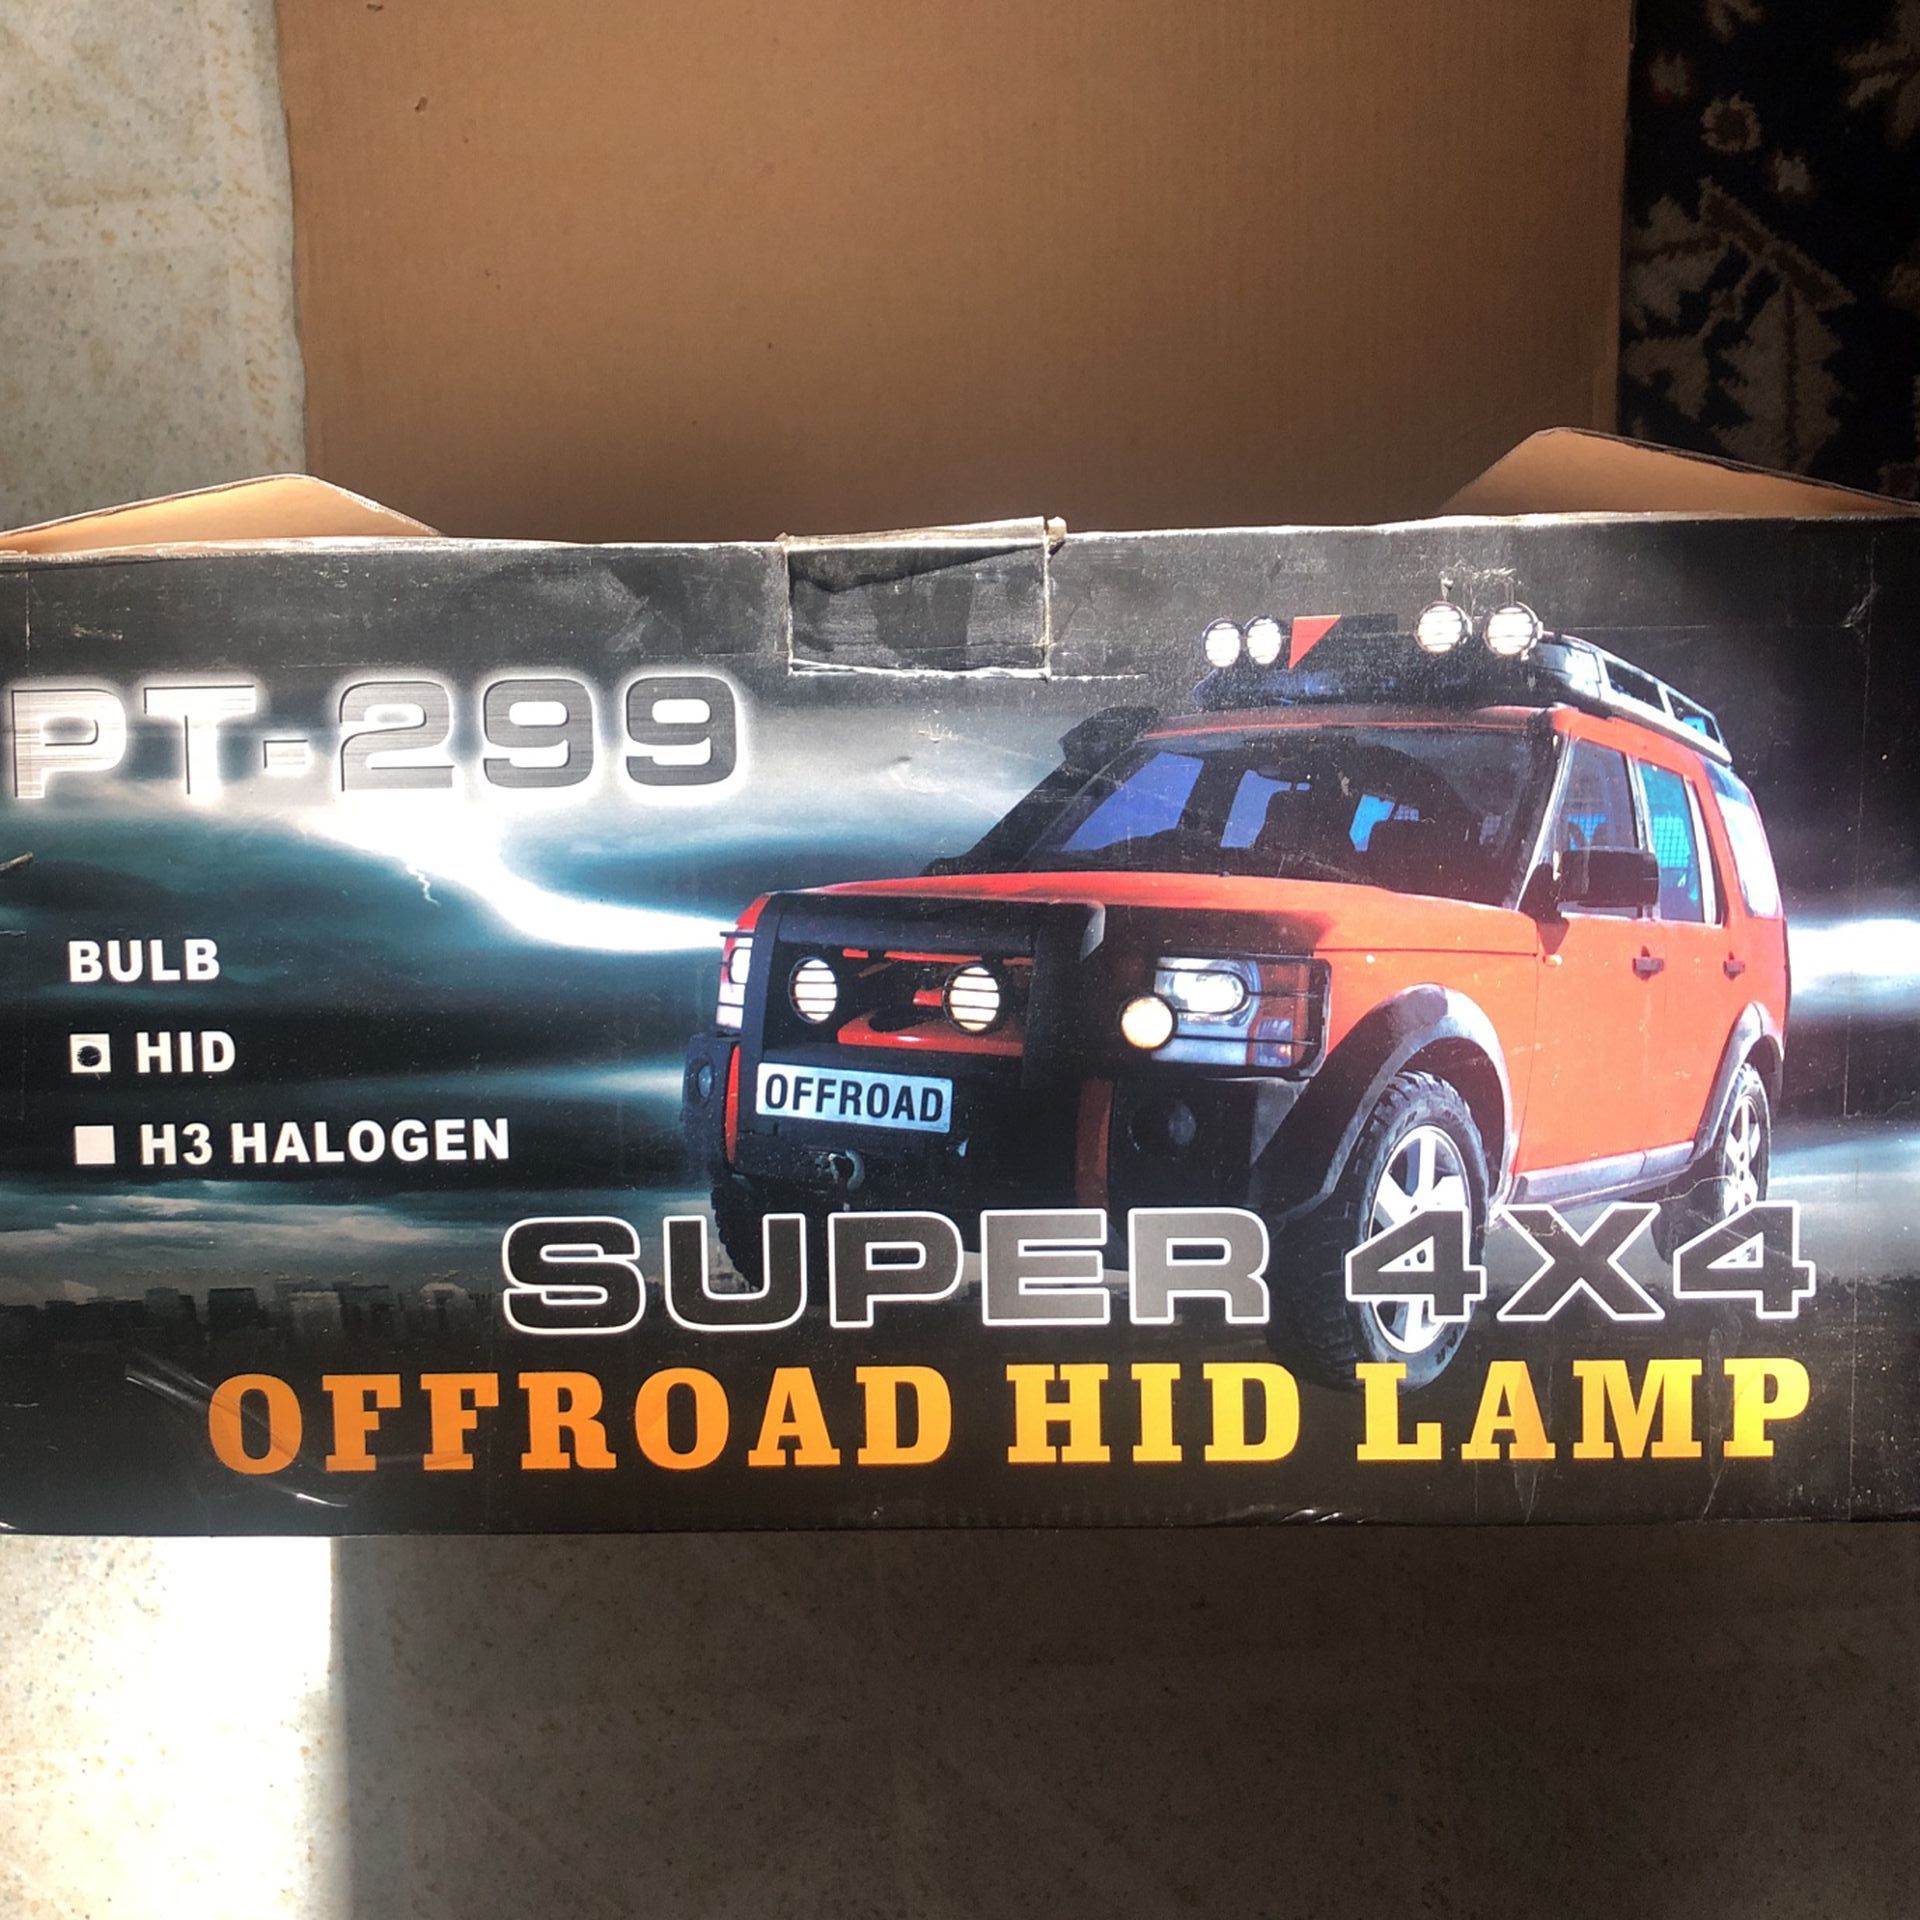 PT-299
BULB
HID
H3 HALOGEN
OFFROAD
SUPER 4X4
OFFROAD HID LAMP